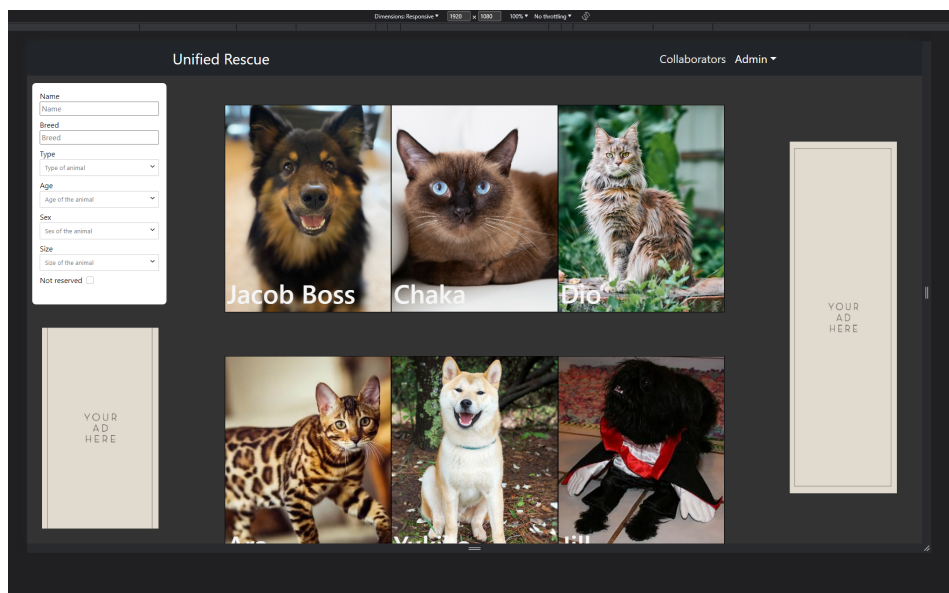 Dimensions: Responsive 1920 x 1080 100% No throttling
Unified Rescue
Collaborators Admin
Name
Name
Breed
Breed
Type
Type of animal
Age
Age of the animal
Sex
Sex of the animal
Size
Size of the animal
Not reserved
Jacob Boss
Chaka
Dio
YOUR
AD
HERE
YOUR
AD
HERE